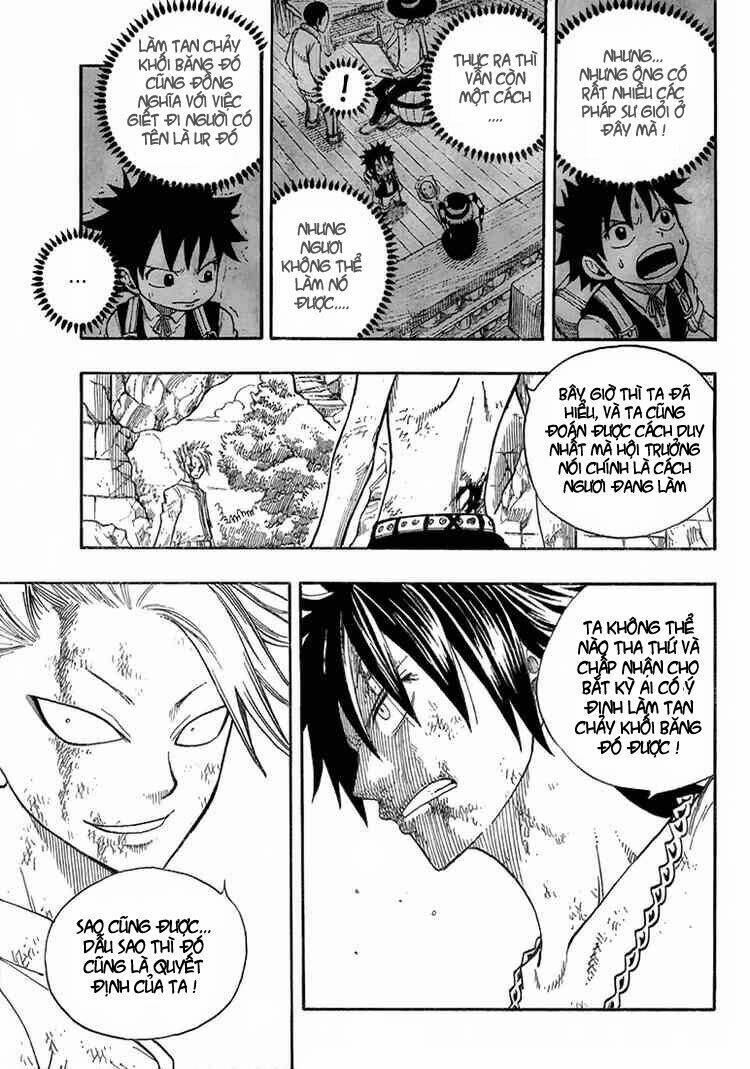 NHƯNG...
NHƯNG ÔNG CÓ
RẤT NHIỀU CÁC
PHÁP SƯ GIỎI Ở
ĐÂY MÀ !
THỰC RA THÌ
VẪN CÒN
MỘT CÁCH
....
!
NHƯNG
NGƯƠI
KHÔNG THỂ
LÀM NÓ
ĐƯỢC....
LÀM TAN CHẢY
KHỐI BĂNG ĐÓ
CŨNG ĐỒNG
NGHĨA VỚI VIỆC
GIẾT ĐI NGƯỜI CÓ
TÊN LÀ UR ĐÓ
...
BÂY GIỜ THÌ TA ĐÃ
HIỂU, VÀ TA CŨNG
ĐOÁN ĐƯỢC CÁCH DUY
NHẤT MÀ HỘI TRƯỞNG
NÓI CHÍNH LÀ CÁCH
NGƯƠI ĐANG LÀM
TA KHÔNG THỂ
NÀO THA THỨ VÀ
CHẤP NHẬN CHO
BẤT KỲ AI CÓ Ý
ĐỊNH LÀM TAN
CHẢY KHỐI BĂNG
ĐÓ ĐƯỢC !
SAO CŨNG ĐƯỢC...
DẪU SAO THÌ ĐÓ
CŨNG LÀ QUYẾT
ĐỊNH CỦA TA !